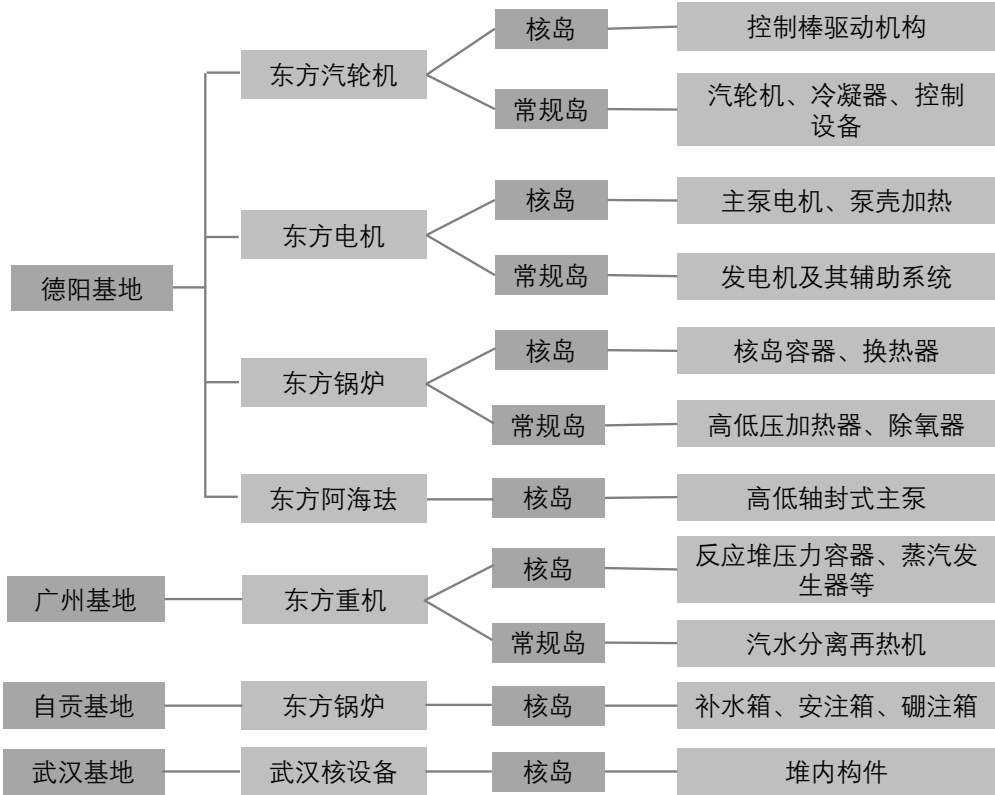 德阳基地
东方汽轮机
核岛
控制棒驱动机构
常规岛
汽轮机、冷凝器、控制
设备
东方电机
核岛
主泵电机、泵壳加热
常规岛
发电机及其辅助系统
东方锅炉
核岛
核岛容器、换热器
常规岛
高低压加热器、除氧器
东方阿海珐
核岛
高低轴封式主泵
广州基地
东方重机
核岛
反应堆压力容器、蒸汽发
生器等
常规岛
汽水分离再热机
自贡基地
东方锅炉
核岛
补水箱、安注箱、硼注箱
武汉基地
武汉核设备
核岛
堆内构件